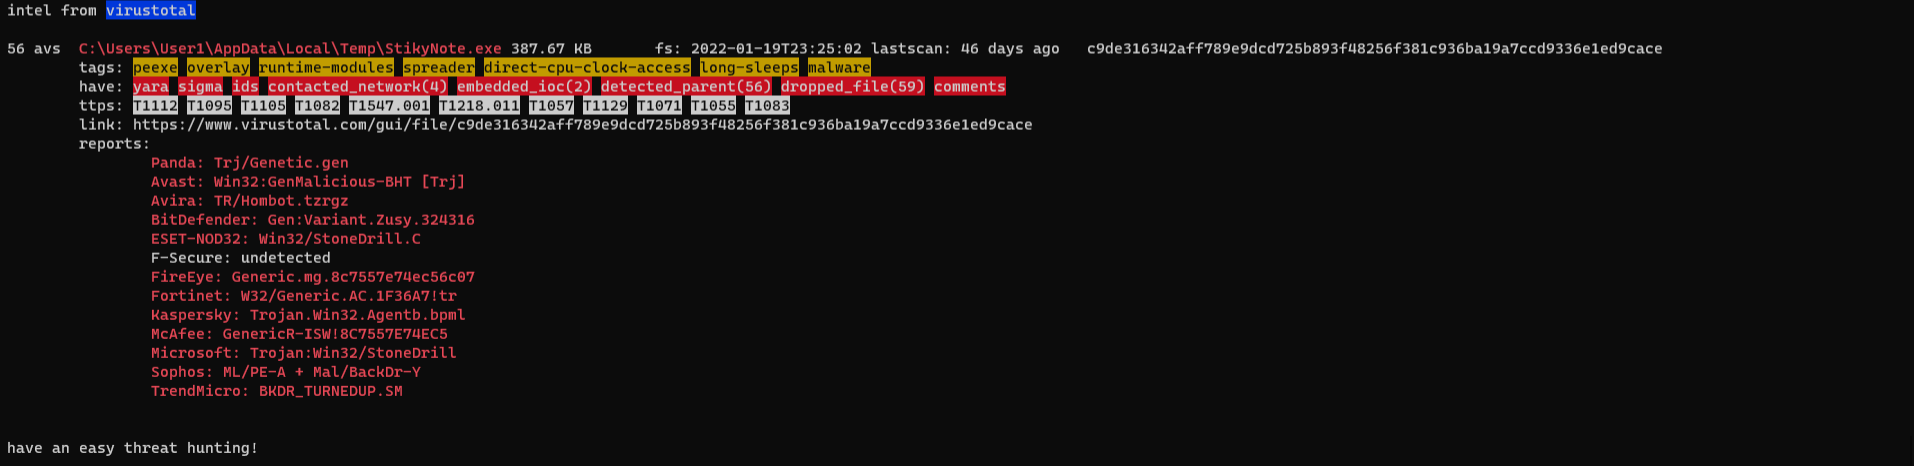 intel from virustotal
56 avs C:\Users\User1\AppData\Local\Temp\StikyNote.exe 387.67 KB fs: 2022-01-19T23:25:02 lastscan: 46 days ago c9de316342aff789e9dcd725b893f48256f381c936ba19a7ccd9336e1ed9cace
tags: peexe overlay runtime-modules spreader direct-cpu-clock-access long-sleeps malware
have: yara sigma ids contacted_network(4) embedded_ioc(2) detected_parent(56) dropped_file(59) comments
ttps: T1112 T1095 T1105 T1082 T1547.001 T1218.011 T1057 T1129 T1071 T1055 T1083
link: https://www.virustotal.com/gui/file/c9de316342aff789e9dcd725b893f48256f381c936ba19a7ccd9336e1ed9cace
reports:
Panda: Trj/Genetic.gen
Avast: Win32:GenMalicious-BHT [Trj]
Avira: TR/Hombot.tzrgz
BitDefender: Gen:Variant.Zusy.324316
ESET-NOD32: Win32/StoneDrill.C
F-Secure: undetected
FireEye: Generic.mg.8c7557e74ec56c07
Fortinet: W32/Generic.AC.1F36A7!tr
Kaspersky: Trojan.Win32.Agentb.bpml
McAfee: GenericR-ISW!8C7557E74EC5
Microsoft: Trojan:Win32/StoneDrill
Sophos: ML/PE-A + Mal/BackDr-Y
TrendMicro: BKDR_TURNEDUP.SM
have an easy threat hunting!